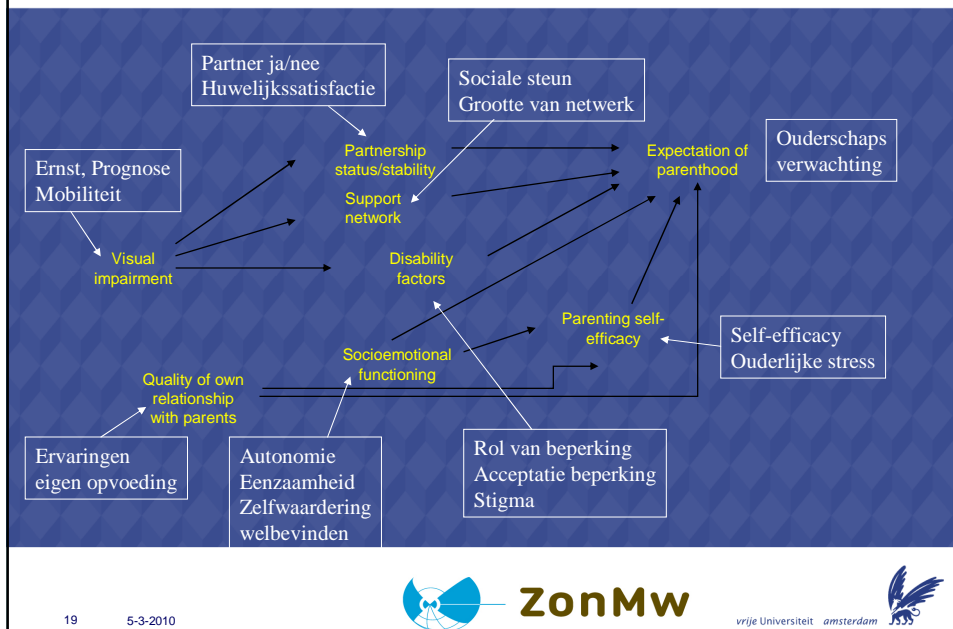 Partner ja/nee
Huwelijkssatisfactie
Sociale steun
Grootte van netwerk
Partnership
status/stability
Expectation of
parenthood
Ouderschaps
verwachting
Ernst, Prognose
Mobiliteit
Support
network
Visual
impairment
Disability
factors
Parenting self-
efficacy
Self-efficacy
Ouderlijke stress
Socioemotional
functioning
Quality of own
relationship
with parents
Ervaringen
eigen opvoeding
Autonomie
Eenzaamheid
Zelfwaardering
welbevinden
Rol van beperking
Acceptatie beperking
Stigma
19 5-3-2010
ZonMw
vrije Universiteit amsterdam